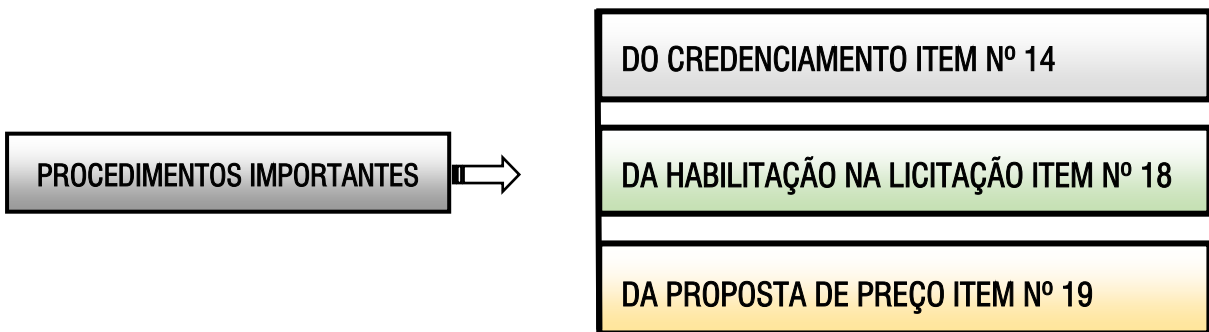 DO CREDENCIAMENTO ITEM Nº 14
PROCEDIMENTOS IMPORTANTES
DA HABILITAÇÃO NA LICITAÇÃO ITEM Nº 18
DA PROPOSTA DE PREÇO ITEM Nº 19